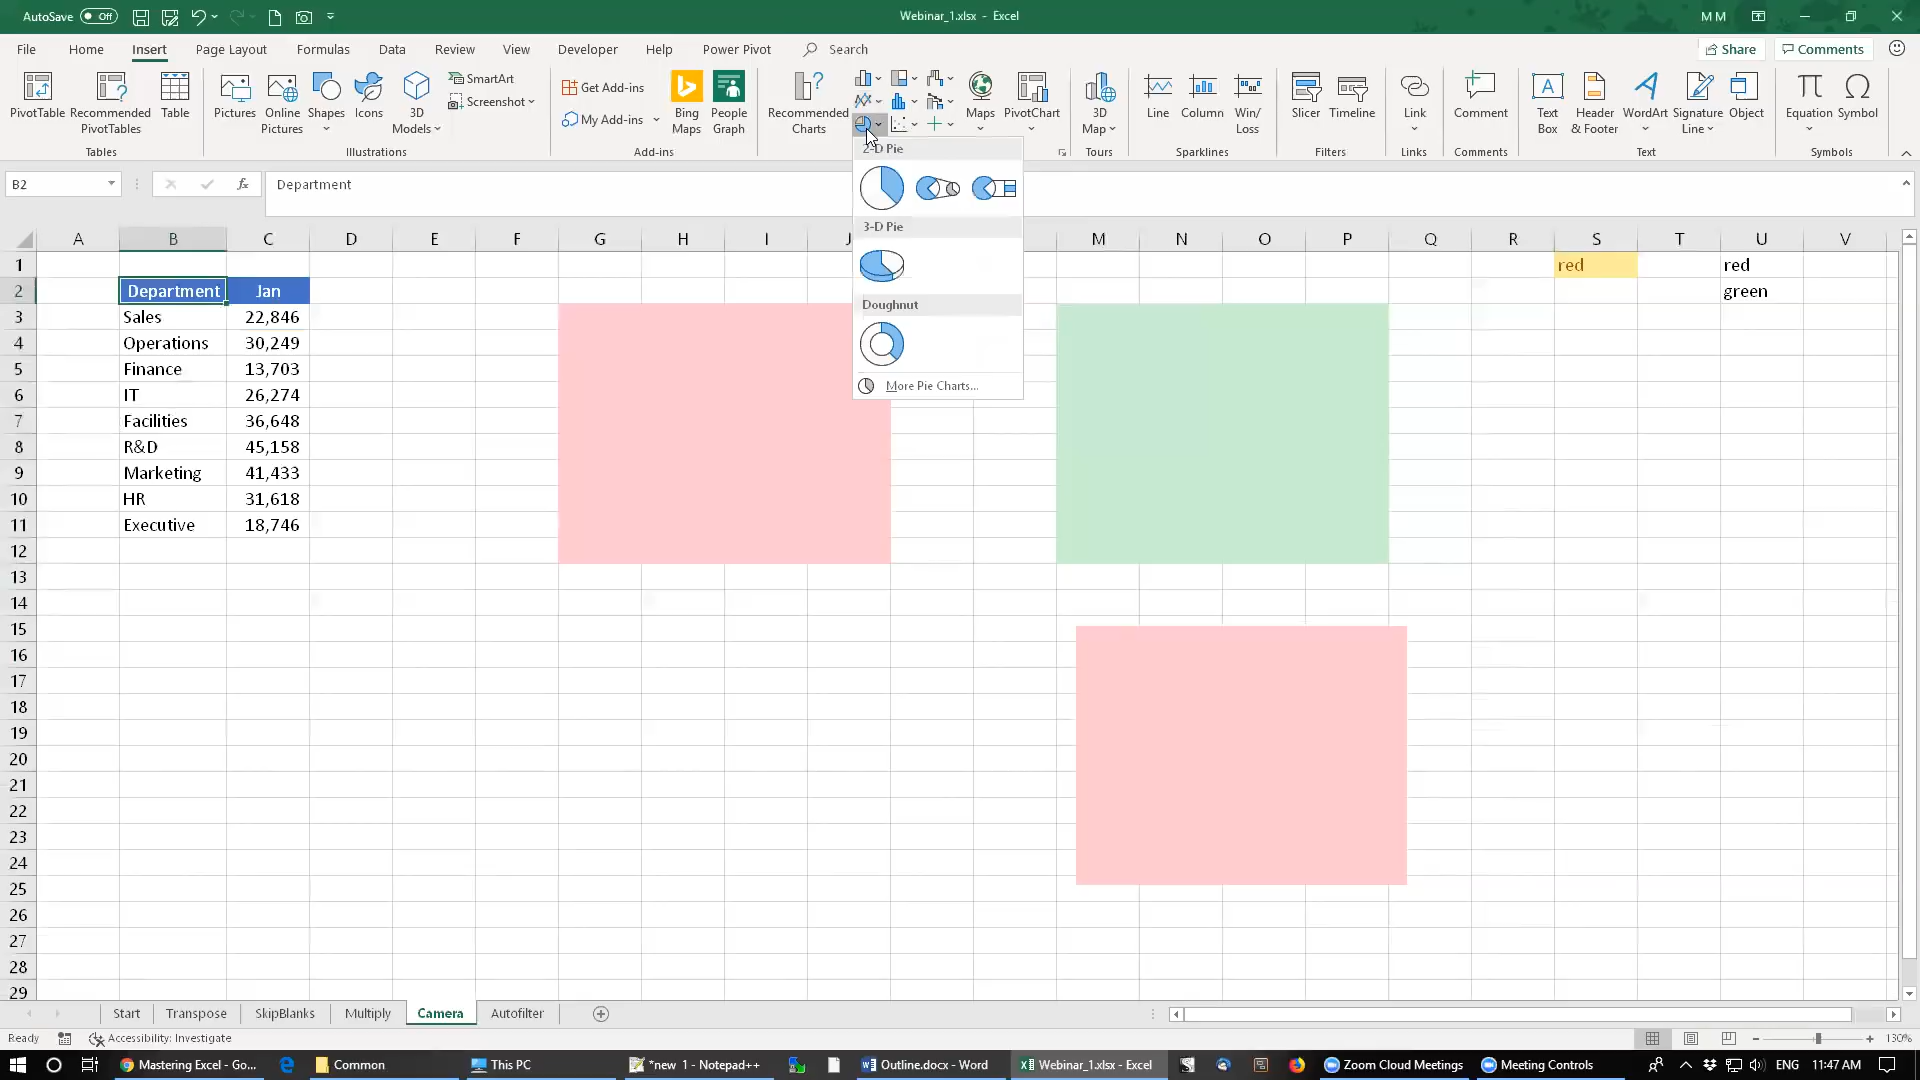 AutoSave Off Webinar_1.xlsx - Excel M M
File Home Insert Page Layout Formulas Data Review View Developer Help Power Pivot Search Share Comments
PivotTable Recommended PivotTables Table Pictures Online Pictures Shapes Icons 3D Models SmartArt Screenshot Get Add-ins My Add-ins Bing Maps People Graph Recommended Charts Maps PivotChart 3D Map Line Column Win/Loss Slicer Timeline Link Comment Text Box Header & Footer WordArt Signature Line Object Equation Symbol
Tables Illustrations Add-ins Tours Sparklines Filters Links Comments Text Symbols
2-D Pie
3-D Pie
Doughnut
More Pie Charts...
B2 fx Department
A B C D E F G H I J M N O P Q R S T U V
1 red red
2 Department Jan green
3 Sales 22,846
4 Operations 30,249
5 Finance 13,703
6 IT 26,274
7 Facilities 36,648
8 R&D 45,158
9 Marketing 41,433
10 HR 31,618
11 Executive 18,746
12
13
14
15
16
17
18
19
20
21
22
23
24
25
26
27
28
29
Start Transpose SkipBlanks Multiply Camera Autofilter
Ready Accessibility: Investigate 130%
Mastering Excel - Go... Common This PC *new 1 - Notepad++ Outline.docx - Word Webinar_1.xlsx - Excel Zoom Cloud Meetings Meeting Controls ENG 11:47 AM